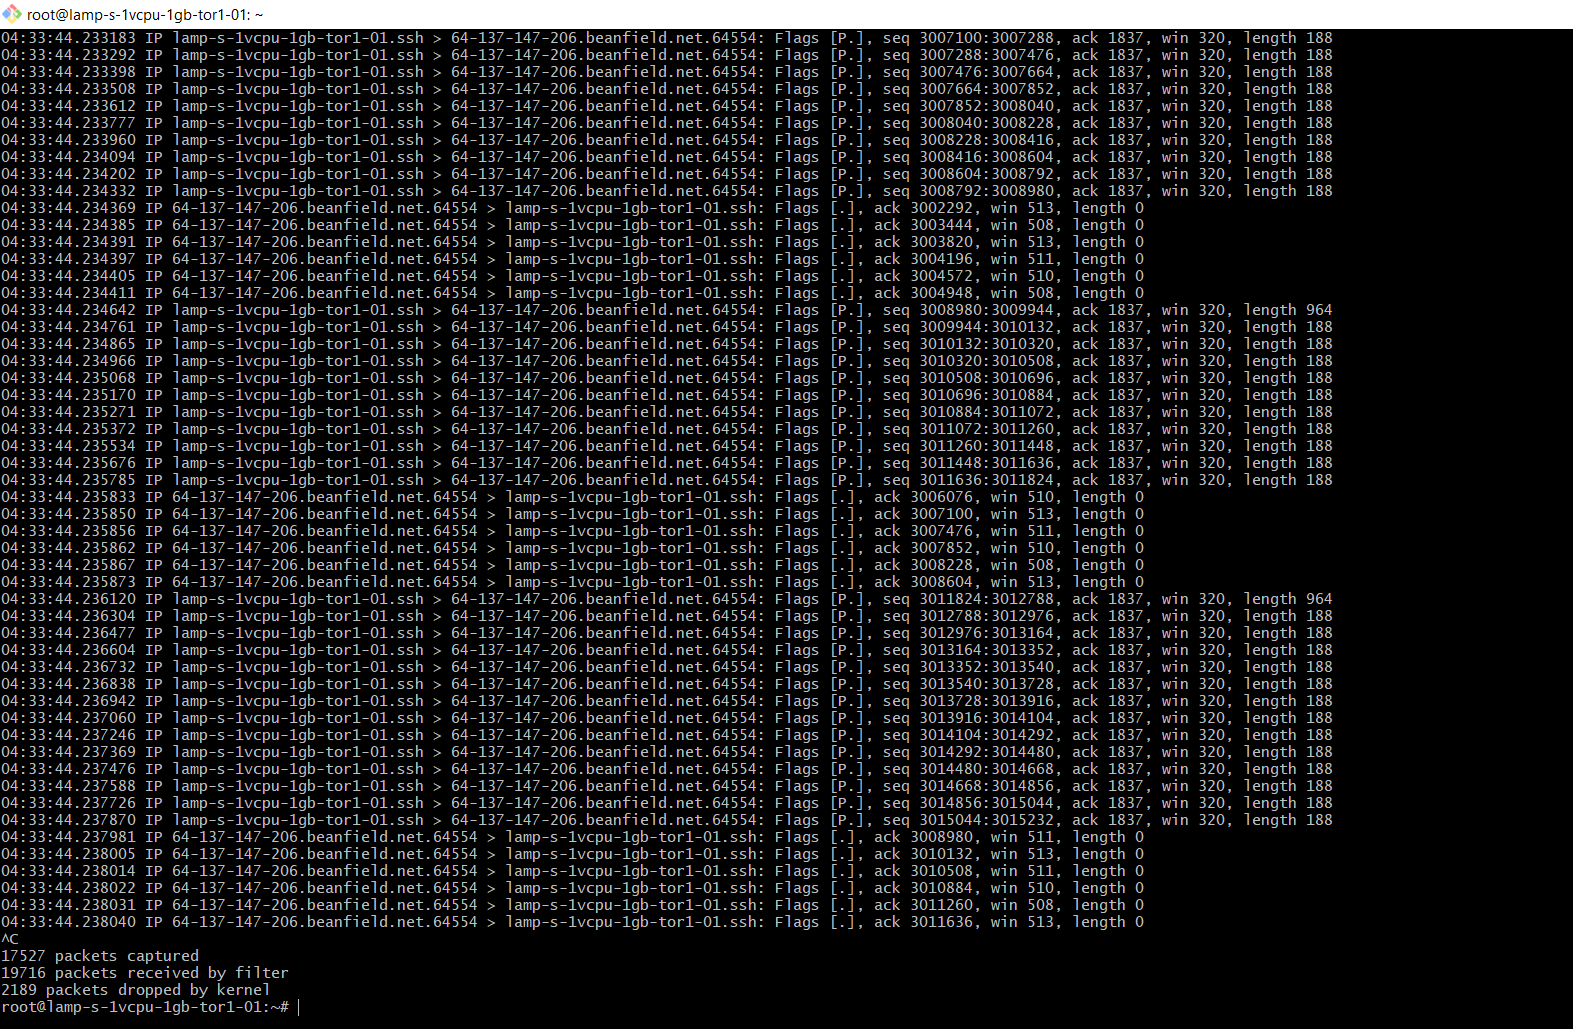 root@lamp-s-1vcpu-1gb-tor1-01: ~
04:33:44.233183 IP lamp-s-1vcpu-1gb-tor1-01.ssh > 64-137-147-206.beanfield.net.64554: Flags [P.], seq 3007100:3007288, ack 1837, win 320, length 188
04:33:44.233292 IP lamp-s-1vcpu-1gb-tor1-01.ssh > 64-137-147-206.beanfield.net.64554: Flags [P.], seq 3007288:3007476, ack 1837, win 320, length 188
04:33:44.233398 IP lamp-s-1vcpu-1gb-tor1-01.ssh > 64-137-147-206.beanfield.net.64554: Flags [P.], seq 3007476:3007664, ack 1837, win 320, length 188
04:33:44.233508 IP lamp-s-1vcpu-1gb-tor1-01.ssh > 64-137-147-206.beanfield.net.64554: Flags [P.], seq 3007664:3007852, ack 1837, win 320, length 188
04:33:44.233612 IP lamp-s-1vcpu-1gb-tor1-01.ssh > 64-137-147-206.beanfield.net.64554: Flags [P.], seq 3007852:3008040, ack 1837, win 320, length 188
04:33:44.233777 IP lamp-s-1vcpu-1gb-tor1-01.ssh > 64-137-147-206.beanfield.net.64554: Flags [P.], seq 3008040:3008228, ack 1837, win 320, length 188
04:33:44.233960 IP lamp-s-1vcpu-1gb-tor1-01.ssh > 64-137-147-206.beanfield.net.64554: Flags [P.], seq 3008228:3008416, ack 1837, win 320, length 188
04:33:44.234094 IP lamp-s-1vcpu-1gb-tor1-01.ssh > 64-137-147-206.beanfield.net.64554: Flags [P.], seq 3008416:3008604, ack 1837, win 320, length 188
04:33:44.234202 IP lamp-s-1vcpu-1gb-tor1-01.ssh > 64-137-147-206.beanfield.net.64554: Flags [P.], seq 3008604:3008792, ack 1837, win 320, length 188
04:33:44.234332 IP lamp-s-1vcpu-1gb-tor1-01.ssh > 64-137-147-206.beanfield.net.64554: Flags [P.], seq 3008792:3008980, ack 1837, win 320, length 188
04:33:44.234369 IP 64-137-147-206.beanfield.net.64554 > lamp-s-1vcpu-1gb-tor1-01.ssh: Flags [.], ack 3002292, win 513, length 0
04:33:44.234385 IP 64-137-147-206.beanfield.net.64554 > lamp-s-1vcpu-1gb-tor1-01.ssh: Flags [.], ack 3003444, win 508, length 0
04:33:44.234391 IP 64-137-147-206.beanfield.net.64554 > lamp-s-1vcpu-1gb-tor1-01.ssh: Flags [.], ack 3003820, win 513, length 0
04:33:44.234397 IP 64-137-147-206.beanfield.net.64554 > lamp-s-1vcpu-1gb-tor1-01.ssh: Flags [.], ack 3004196, win 511, length 0
04:33:44.234405 IP 64-137-147-206.beanfield.net.64554 > lamp-s-1vcpu-1gb-tor1-01.ssh: Flags [.], ack 3004572, win 510, length 0
04:33:44.234411 IP 64-137-147-206.beanfield.net.64554 > lamp-s-1vcpu-1gb-tor1-01.ssh: Flags [.], ack 3004948, win 508, length 0
04:33:44.234642 IP lamp-s-1vcpu-1gb-tor1-01.ssh > 64-137-147-206.beanfield.net.64554: Flags [P.], seq 3008980:3009944, ack 1837, win 320, length 964
04:33:44.234761 IP lamp-s-1vcpu-1gb-tor1-01.ssh > 64-137-147-206.beanfield.net.64554: Flags [P.], seq 3009944:3010132, ack 1837, win 320, length 188
04:33:44.234865 IP lamp-s-1vcpu-1gb-tor1-01.ssh > 64-137-147-206.beanfield.net.64554: Flags [P.], seq 3010132:3010320, ack 1837, win 320, length 188
04:33:44.234966 IP lamp-s-1vcpu-1gb-tor1-01.ssh > 64-137-147-206.beanfield.net.64554: Flags [P.], seq 3010320:3010508, ack 1837, win 320, length 188
04:33:44.235068 IP lamp-s-1vcpu-1gb-tor1-01.ssh > 64-137-147-206.beanfield.net.64554: Flags [P.], seq 3010508:3010696, ack 1837, win 320, length 188
04:33:44.235170 IP lamp-s-1vcpu-1gb-tor1-01.ssh > 64-137-147-206.beanfield.net.64554: Flags [P.], seq 3010696:3010884, ack 1837, win 320, length 188
04:33:44.235271 IP lamp-s-1vcpu-1gb-tor1-01.ssh > 64-137-147-206.beanfield.net.64554: Flags [P.], seq 3010884:3011072, ack 1837, win 320, length 188
04:33:44.235372 IP lamp-s-1vcpu-1gb-tor1-01.ssh > 64-137-147-206.beanfield.net.64554: Flags [P.], seq 3011072:3011260, ack 1837, win 320, length 188
04:33:44.235534 IP lamp-s-1vcpu-1gb-tor1-01.ssh > 64-137-147-206.beanfield.net.64554: Flags [P.], seq 3011260:3011448, ack 1837, win 320, length 188
04:33:44.235676 IP lamp-s-1vcpu-1gb-tor1-01.ssh > 64-137-147-206.beanfield.net.64554: Flags [P.], seq 3011448:3011636, ack 1837, win 320, length 188
04:33:44.235785 IP lamp-s-1vcpu-1gb-tor1-01.ssh > 64-137-147-206.beanfield.net.64554: Flags [P.], seq 3011636:3011824, ack 1837, win 320, length 188
04:33:44.235833 IP 64-137-147-206.beanfield.net.64554 > lamp-s-1vcpu-1gb-tor1-01.ssh: Flags [.], ack 3006076, win 510, length 0
04:33:44.235850 IP 64-137-147-206.beanfield.net.64554 > lamp-s-1vcpu-1gb-tor1-01.ssh: Flags [.], ack 3007100, win 513, length 0
04:33:44.235856 IP 64-137-147-206.beanfield.net.64554 > lamp-s-1vcpu-1gb-tor1-01.ssh: Flags [.], ack 3007476, win 511, length 0
04:33:44.235862 IP 64-137-147-206.beanfield.net.64554 > lamp-s-1vcpu-1gb-tor1-01.ssh: Flags [.], ack 3007852, win 510, length 0
04:33:44.235867 IP 64-137-147-206.beanfield.net.64554 > lamp-s-1vcpu-1gb-tor1-01.ssh: Flags [.], ack 3008228, win 508, length 0
04:33:44.235873 IP 64-137-147-206.beanfield.net.64554 > lamp-s-1vcpu-1gb-tor1-01.ssh: Flags [.], ack 3008604, win 513, length 0
04:33:44.236120 IP lamp-s-1vcpu-1gb-tor1-01.ssh > 64-137-147-206.beanfield.net.64554: Flags [P.], seq 3011824:3012788, ack 1837, win 320, length 964
04:33:44.236304 IP lamp-s-1vcpu-1gb-tor1-01.ssh > 64-137-147-206.beanfield.net.64554: Flags [P.], seq 3012788:3012976, ack 1837, win 320, length 188
04:33:44.236477 IP lamp-s-1vcpu-1gb-tor1-01.ssh > 64-137-147-206.beanfield.net.64554: Flags [P.], seq 3012976:3013164, ack 1837, win 320, length 188
04:33:44.236604 IP lamp-s-1vcpu-1gb-tor1-01.ssh > 64-137-147-206.beanfield.net.64554: Flags [P.], seq 3013164:3013352, ack 1837, win 320, length 188
04:33:44.236732 IP lamp-s-1vcpu-1gb-tor1-01.ssh > 64-137-147-206.beanfield.net.64554: Flags [P.], seq 3013352:3013540, ack 1837, win 320, length 188
04:33:44.236838 IP lamp-s-1vcpu-1gb-tor1-01.ssh > 64-137-147-206.beanfield.net.64554: Flags [P.], seq 3013540:3013728, ack 1837, win 320, length 188
04:33:44.236942 IP lamp-s-1vcpu-1gb-tor1-01.ssh > 64-137-147-206.beanfield.net.64554: Flags [P.], seq 3013728:3013916, ack 1837, win 320, length 188
04:33:44.237060 IP lamp-s-1vcpu-1gb-tor1-01.ssh > 64-137-147-206.beanfield.net.64554: Flags [P.], seq 3013916:3014104, ack 1837, win 320, length 188
04:33:44.237246 IP lamp-s-1vcpu-1gb-tor1-01.ssh > 64-137-147-206.beanfield.net.64554: Flags [P.], seq 3014104:3014292, ack 1837, win 320, length 188
04:33:44.237369 IP lamp-s-1vcpu-1gb-tor1-01.ssh > 64-137-147-206.beanfield.net.64554: Flags [P.], seq 3014292:3014480, ack 1837, win 320, length 188
04:33:44.237476 IP lamp-s-1vcpu-1gb-tor1-01.ssh > 64-137-147-206.beanfield.net.64554: Flags [P.], seq 3014480:3014668, ack 1837, win 320, length 188
04:33:44.237588 IP lamp-s-1vcpu-1gb-tor1-01.ssh > 64-137-147-206.beanfield.net.64554: Flags [P.], seq 3014668:3014856, ack 1837, win 320, length 188
04:33:44.237726 IP lamp-s-1vcpu-1gb-tor1-01.ssh > 64-137-147-206.beanfield.net.64554: Flags [P.], seq 3014856:3015044, ack 1837, win 320, length 188
04:33:44.237870 IP lamp-s-1vcpu-1gb-tor1-01.ssh > 64-137-147-206.beanfield.net.64554: Flags [P.], seq 3015044:3015232, ack 1837, win 320, length 188
04:33:44.237981 IP 64-137-147-206.beanfield.net.64554 > lamp-s-1vcpu-1gb-tor1-01.ssh: Flags [.], ack 3008980, win 511, length 0
04:33:44.238005 IP 64-137-147-206.beanfield.net.64554 > lamp-s-1vcpu-1gb-tor1-01.ssh: Flags [.], ack 3010132, win 513, length 0
04:33:44.238014 IP 64-137-147-206.beanfield.net.64554 > lamp-s-1vcpu-1gb-tor1-01.ssh: Flags [.], ack 3010508, win 511, length 0
04:33:44.238022 IP 64-137-147-206.beanfield.net.64554 > lamp-s-1vcpu-1gb-tor1-01.ssh: Flags [.], ack 3010884, win 510, length 0
04:33:44.238031 IP 64-137-147-206.beanfield.net.64554 > lamp-s-1vcpu-1gb-tor1-01.ssh: Flags [.], ack 3011260, win 508, length 0
04:33:44.238040 IP 64-137-147-206.beanfield.net.64554 > lamp-s-1vcpu-1gb-tor1-01.ssh: Flags [.], ack 3011636, win 513, length 0
^C
17527 packets captured
19716 packets received by filter
2189 packets dropped by kernel
root@lamp-s-1vcpu-1gb-tor1-01:~#